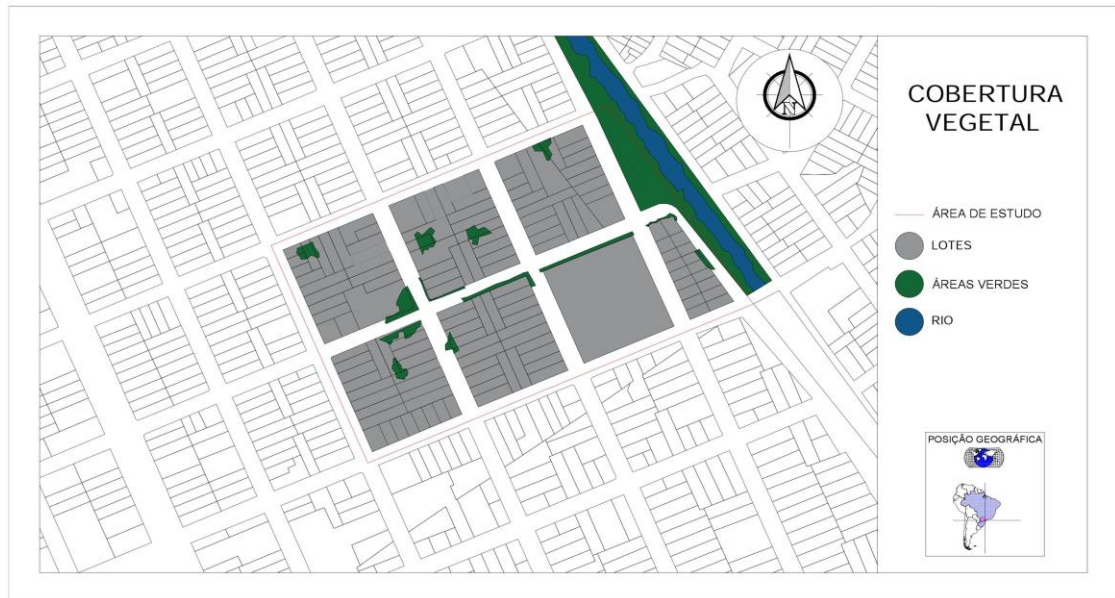 COBERTURA
VEGETAL
N
ÁREA DE ESTUDO
LOTES
ÁREAS VERDES
RIO
POSIÇÃO GEOGRÁFICA